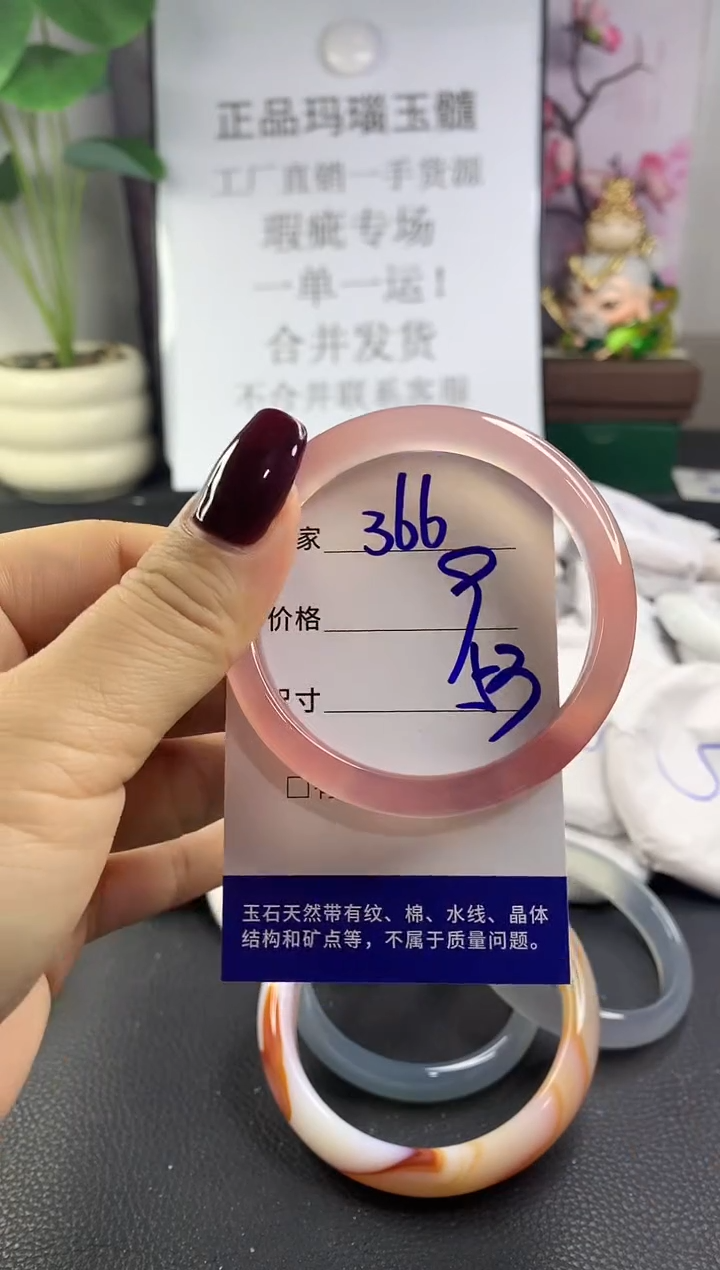 正品玛瑙玉髓
工厂直销一手货源
瑕疵专场
一单一运!
合并发货
不合并联系客服
家 366
价格
尺寸 53
玉石天然带有纹、棉、水线、晶体
结构和矿点等，不属于质量问题。